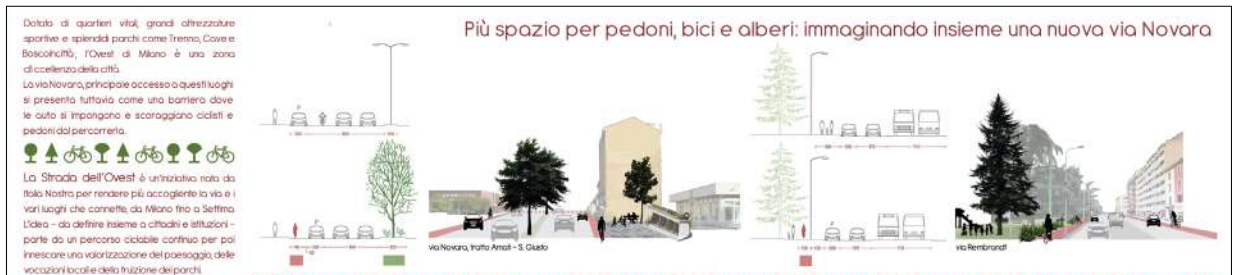 Dotato di quartieri vitali, grandi attrezzature
sportive e splendidi parchi come Trenno, Cave e
Boscoincittà, l'Ovest di Milano è una zona
di ccellenza della città.
La via Novara, principale accesso a questi luoghi
si presenta tuttavia come una barriera dove
le auto si impongono e scoraggiano ciclisti e
pedoni dal percorrerla.
La Strada dell'Ovest è un'iniziativa nata da
Italia Nostra per rendere più accogliente la via e i
vari luoghi che connette, da Milano fino a Settimo.
L'idea – da definire insieme a cittadini e istituzioni –
parte da un percorso ciclabile continuo per poi
innescare una valorizzazione del paesaggio, delle
vocazioni locali e della fruizione dei parchi.
Più spazio per pedoni, bici e alberi: immaginando insieme una nuova via Novara
via Novara, tratto Amati – S. Giusto
via Rembrandt